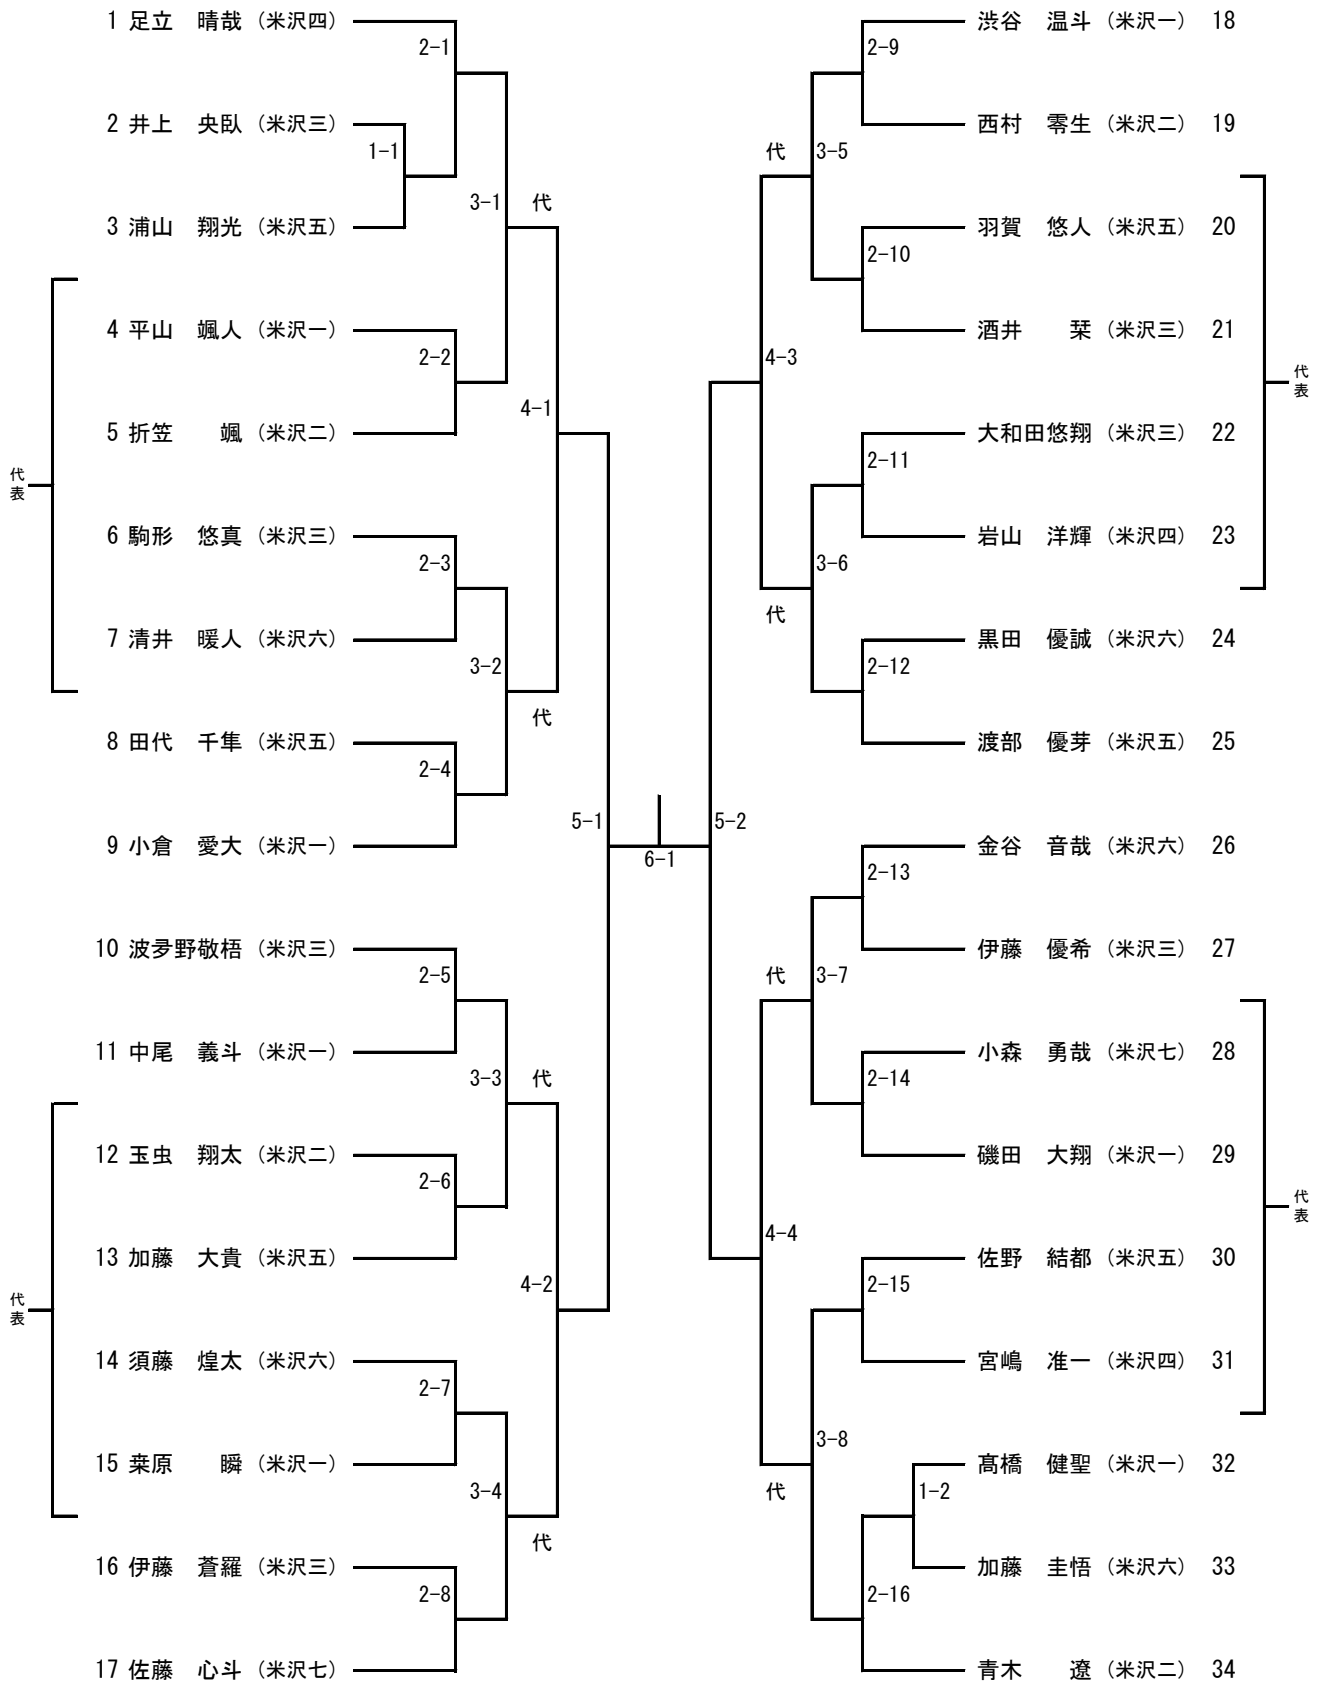 1 足立　晴哉（米沢四）
2-1
2 井上　央臥（米沢三）
1-1
3 浦山　翔光（米沢五）
3-1
代
4 平山　颯人（米沢一）
2-2
5 折笠　　颯（米沢二）
4-1
代表
6 駒形　悠真（米沢三）
2-3
7 清井　暖人（米沢六）
3-2
代
8 田代　千隼（米沢五）
2-4
9 小倉　愛大（米沢一）
5-1
6-1
10 波夛野敬梧（米沢三）
2-5
11 中尾　義斗（米沢一）
3-3
代
12 玉虫　翔太（米沢二）
2-6
13 加藤　大貴（米沢五）
4-2
代表
14 須藤　煌太（米沢六）
2-7
15 桒原　　瞬（米沢一）
3-4
代
16 伊藤　蒼羅（米沢三）
2-8
17 佐藤　心斗（米沢七）
渋谷　温斗（米沢一） 18
2-9
西村　零生（米沢二） 19
代
3-5
羽賀　悠人（米沢五） 20
2-10
酒井　　栞（米沢三） 21
4-3
代表
大和田悠翔（米沢三） 22
2-11
岩山　洋輝（米沢四） 23
3-6
代
黒田　優誠（米沢六） 24
2-12
渡部　優芽（米沢五） 25
5-2
金谷　音哉（米沢六） 26
2-13
伊藤　優希（米沢三） 27
代
3-7
小森　勇哉（米沢七） 28
2-14
磯田　大翔（米沢一） 29
4-4
代表
佐野　結都（米沢五） 30
2-15
宮嶋　准一（米沢四） 31
3-8
代
髙橋　健聖（米沢一） 32
1-2
加藤　圭悟（米沢六） 33
2-16
青木　　遼（米沢二） 34